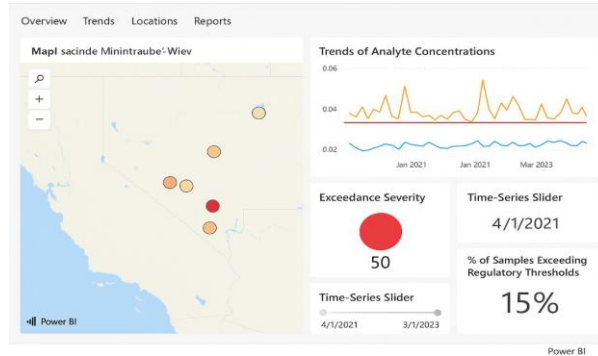 Overview Trends Locations Reports
Mapl sacinde Minintraube'-Wiev
+
−
Power BI
Trends of Analyte Concentrations
0.06
0.04
0.02
Jan 2021 Jan 2021 Mar 2023
Exceedance Severity
50
Time-Series Slider
4/1/2021
Time-Series Slider
4/1/2021 3/1/2023
% of Samples Exceeding
Regulatory Thresholds
15%
Power BI